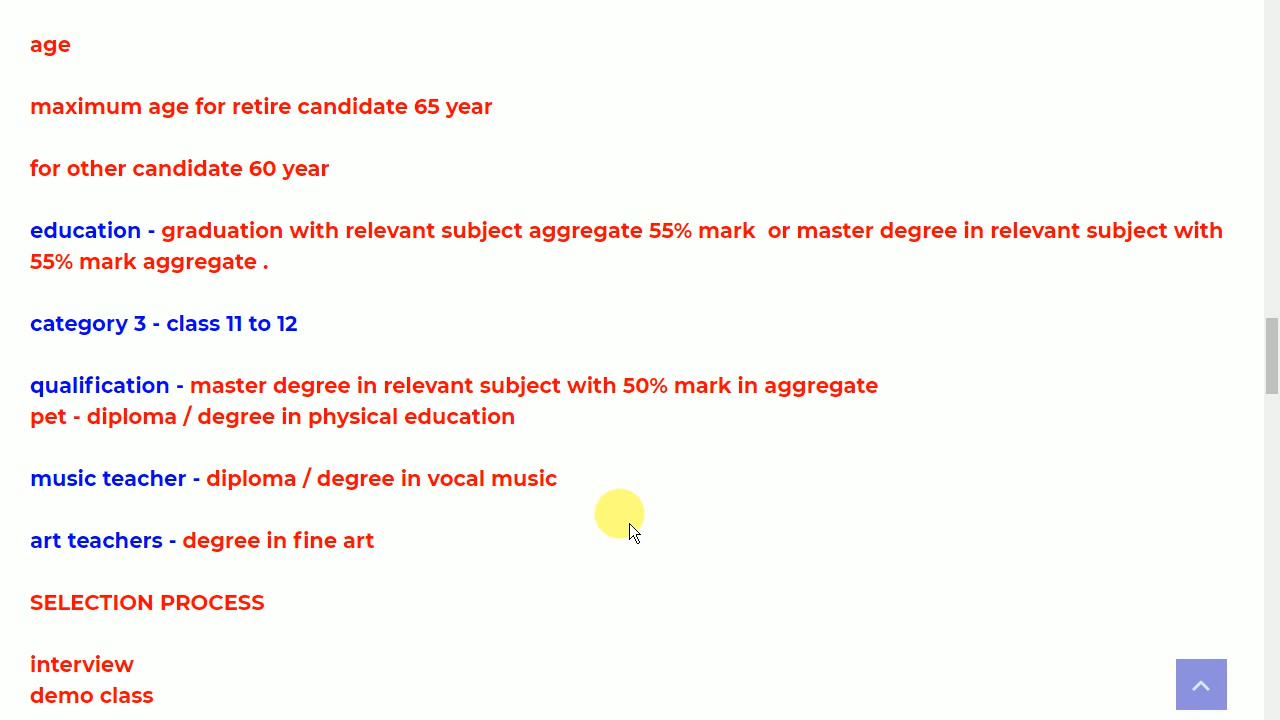 age
maximum age for retire candidate 65 year
for other candidate 60 year
education - graduation with relevant subject aggregate 55% mark  or master degree in relevant subject with
55% mark aggregate .
category 3 - class 11 to 12
qualification - master degree in relevant subject with 50% mark in aggregate
pet - diploma / degree in physical education
music teacher - diploma / degree in vocal music
art teachers - degree in fine art
SELECTION PROCESS
interview
demo class